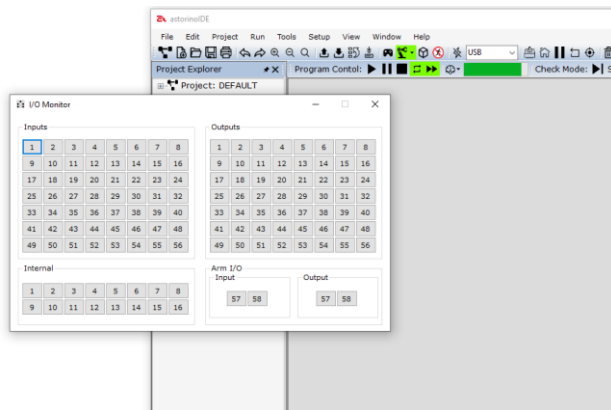 astorinoIDE
File Edit Project Run Tools Setup View Window Help
USB
Project Explorer
Program Contol:
Check Mode:
Project: DEFAULT
I/O Monitor
Inputs
1 2 3 4 5 6 7 8
9 10 11 12 13 14 15 16
17 18 19 20 21 22 23 24
25 26 27 28 29 30 31 32
33 34 35 36 37 38 39 40
41 42 43 44 45 46 47 48
49 50 51 52 53 54 55 56
Outputs
1 2 3 4 5 6 7 8
9 10 11 12 13 14 15 16
17 18 19 20 21 22 23 24
25 26 27 28 29 30 31 32
33 34 35 36 37 38 39 40
41 42 43 44 45 46 47 48
49 50 51 52 53 54 55 56
Internal
1 2 3 4 5 6 7 8
9 10 11 12 13 14 15 16
Arm I/O
Input
57 58
Output
57 58